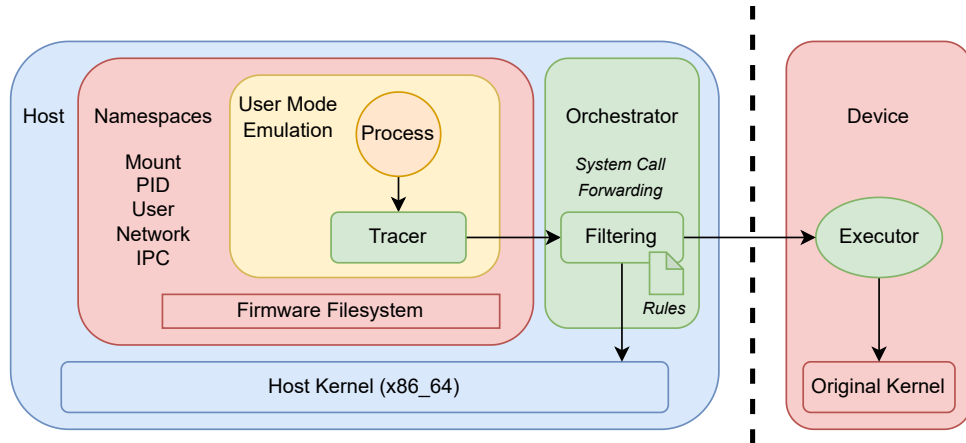 Host
Namespaces
Mount
PID
User
Network
IPC
User Mode
Emulation
Process
Tracer
Firmware Filesystem
Orchestrator
System Call
Forwarding
Filtering
Rules
Host Kernel (x86_64)
Device
Executor
Original Kernel